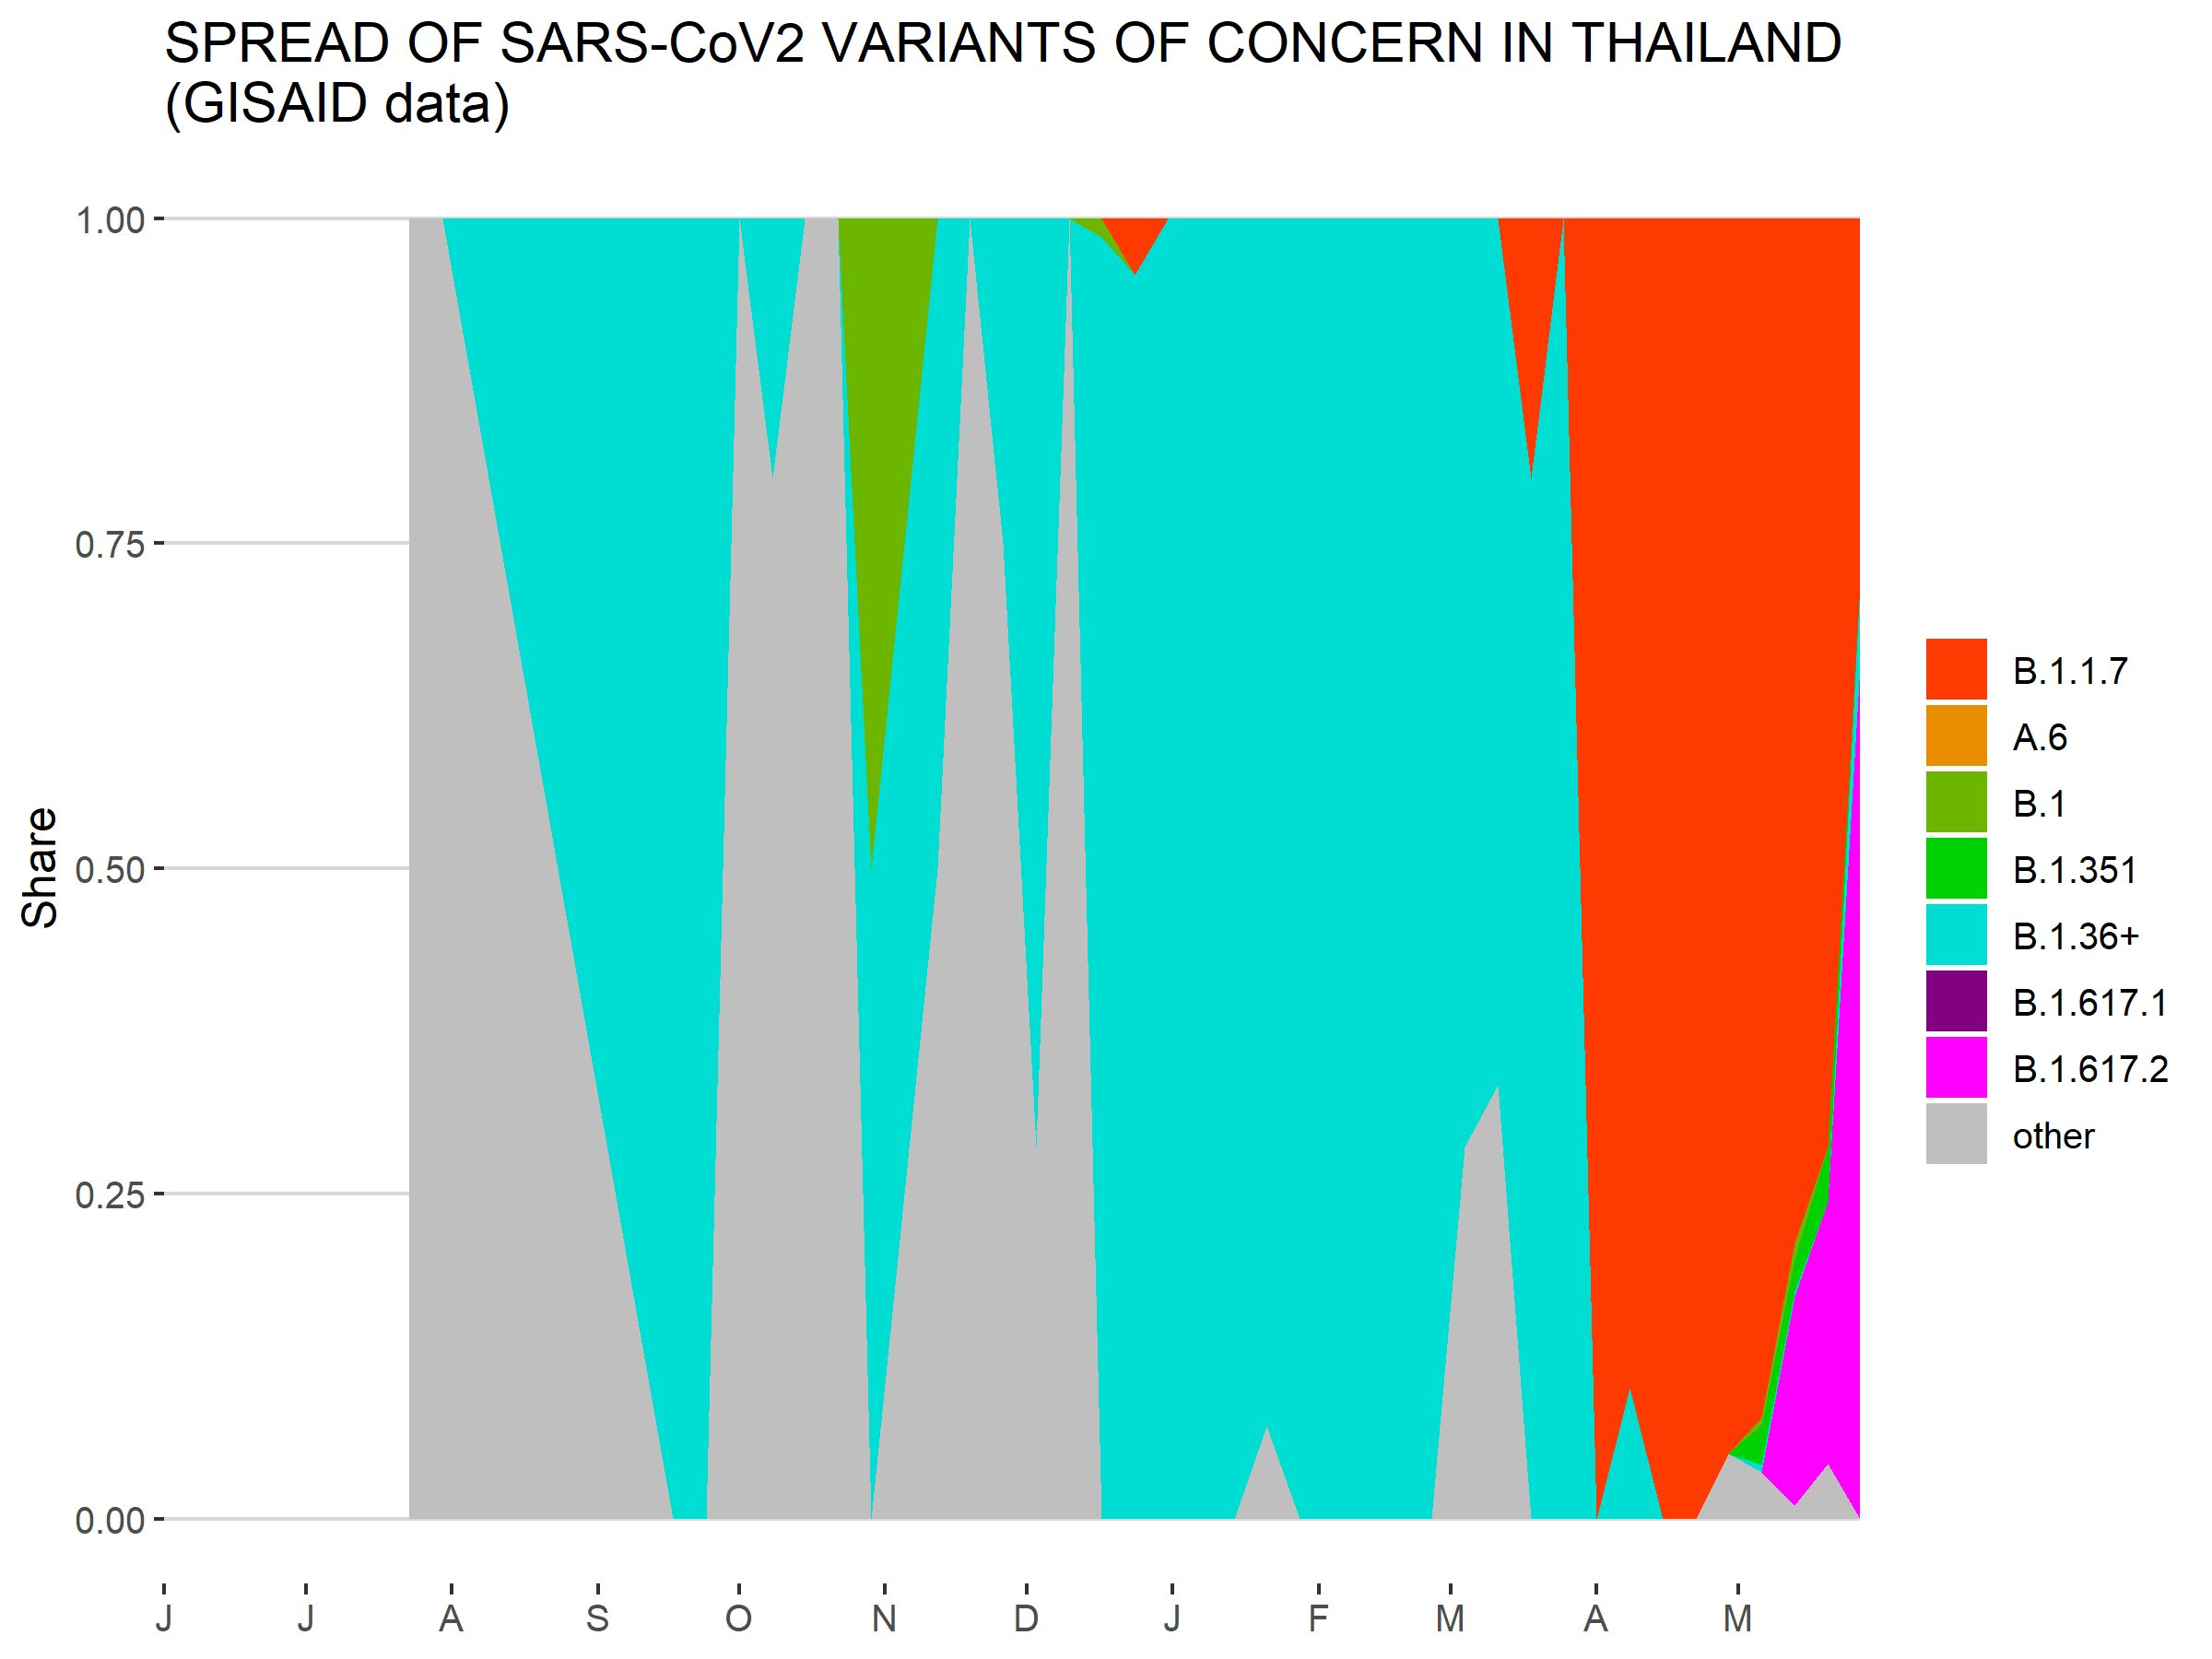 SPREAD OF SARS-CoV2 VARIANTS OF CONCERN IN THAILAND
(GISAID data)
1.00
0.75
0.50
0.25
0.00
Share
J J A S O N D J F M A M
B.1.1.7
A.6
B.1
B.1.351
B.1.36+
B.1.617.1
B.1.617.2
other